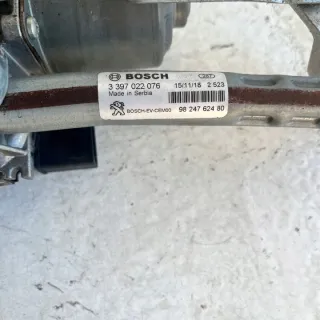 BOSCH
3 397 022 076 15/11/18 2 523
Made in Serbia
BOSCH-EV-CSM00 98 247 624 80